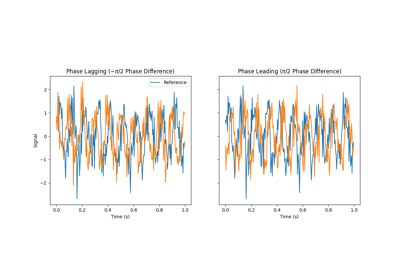 Phase Lagging (−π/2 Phase Difference)
Phase Leading (π/2 Phase Difference)
Reference
2
1
0
−1
−2
Signal
0.0 0.2 0.4 0.6 0.8 1.0
0.0 0.2 0.4 0.6 0.8 1.0
Time (s)
Time (s)